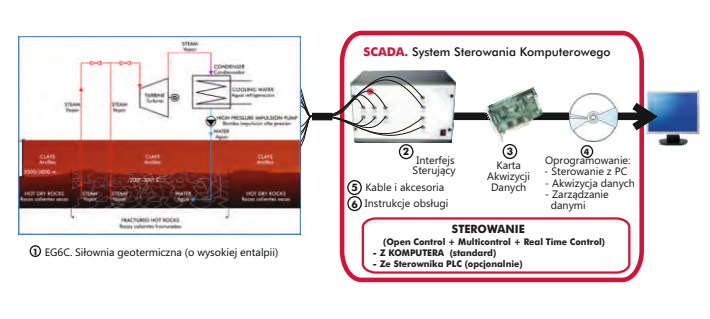 STEAM
Vapor
CONDENSER
Condensador
COOLING WATER
Agua refrigeración
TURBINE
Turbina
G
STEAM
Vapor
STEAM
Vapor
HIGH PRESSURE IMPULSION PUMP
Bomba impulsión alta presión
WATER
Agua
CLAYS
Arcillas
CLAYS
Arcillas
CLAYS
Arcillas
HOT DRY ROCKS
Rocas calientes secas
STEAM
Vapor
STEAM
Vapor
WATER
Agua
HOT DRY ROCKS
Rocas calientes secas
FRACTURED HOT ROCKS
Rocas calientes fracturadas
1 EG6C. Siłownia geotermiczna (o wysokiej entalpii)
SCADA. System Sterowania Komputerowego
2 Interfejs
Sterujący
3
Karta
Akwizycji
Danych
4
Oprogramowanie:
- Sterowanie z PC
- Akwizycja danych
- Zarządzanie
danymi
5 Kable i akcesoria
6 Instrukcje obsługi
STEROWANIE
(Open Control + Multicontrol + Real Time Control)
- Z KOMPUTERA (standard)
- Ze Sterownika PLC (opcjonalnie)